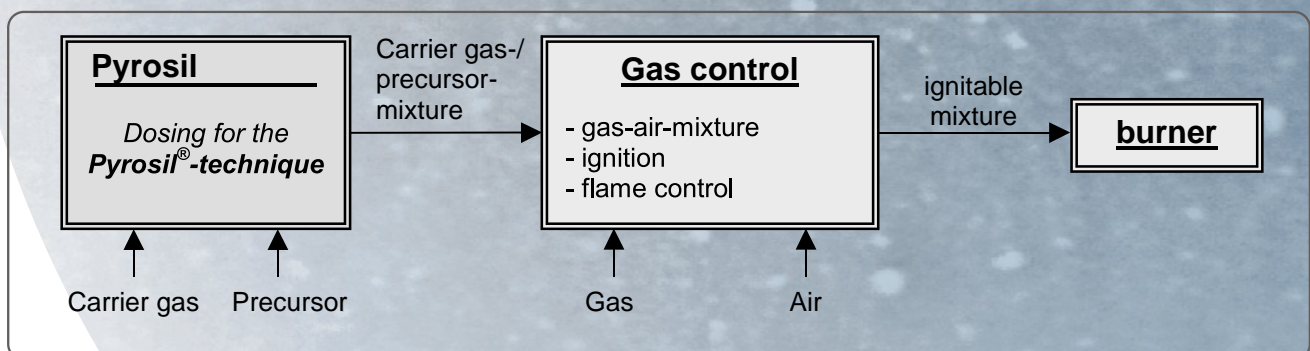 Pyrosil
Dosing for the
Pyrosil®-technique
Carrier gas-/
precursor-
mixture
Gas control
- gas-air-mixture
- ignition
- flame control
ignitable
mixture
burner
Carrier gas
Precursor
Gas
Air